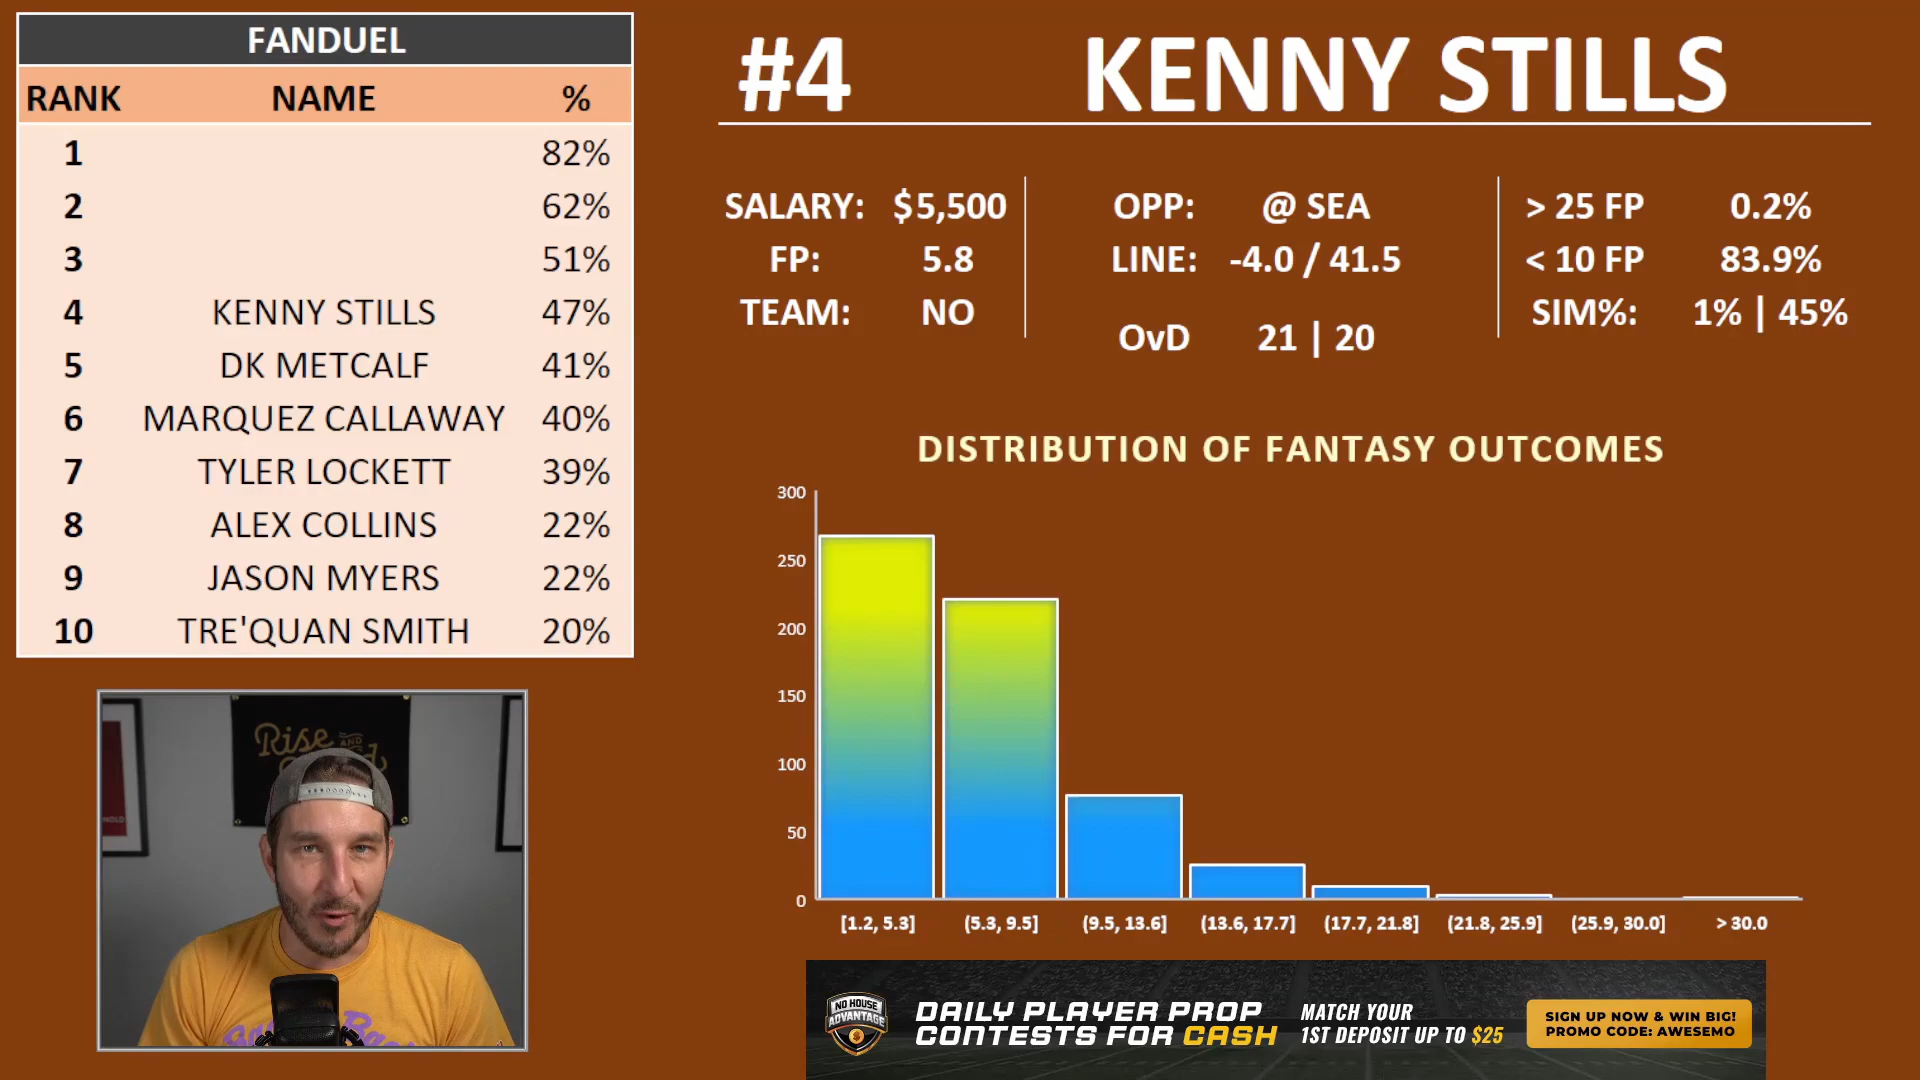 FANDUEL
RANK NAME %
1 82%
2 62%
3 51%
4 KENNY STILLS 47%
5 DK METCALF 41%
6 MARQUEZ CALLAWAY 40%
7 TYLER LOCKETT 39%
8 ALEX COLLINS 22%
9 JASON MYERS 22%
10 TRE'QUAN SMITH 20%
#4 KENNY STILLS
SALARY: $5,500
FP: 5.8
TEAM: NO
OPP: @ SEA
LINE: -4.0 / 41.5
OvD 21 | 20
> 25 FP 0.2%
< 10 FP 83.9%
SIM%: 1% | 45%
DISTRIBUTION OF FANTASY OUTCOMES
300
250
200
150
100
50
0
[1.2, 5.3] (5.3, 9.5] (9.5, 13.6] (13.6, 17.7] (17.7, 21.8] (21.8, 25.9] (25.9, 30.0] > 30.0
Rise AND
NO HOUSE
ADVANTAGE
DAILY PLAYER PROP
CONTESTS FOR CASH
MATCH YOUR
1ST DEPOSIT UP TO $25
SIGN UP NOW & WIN BIG!
PROMO CODE: AWESEMO